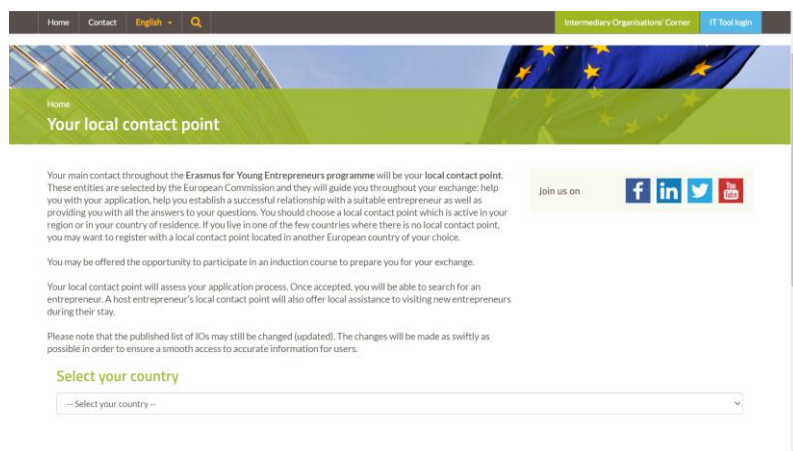 Home Contact English Intermediary Organisations' Corner IT Tool login
Home
Your local contact point
Your main contact throughout the Erasmus for Young Entrepreneurs programme will be your local contact point.
These entities are selected by the European Commission and they will guide you throughout your exchange: help
you with your application, help you establish a successful relationship with a suitable entrepreneur as well as
providing you with all the answers to your questions. You should choose a local contact point which is active in your
region or in your country of residence. If you live in one of the few countries where there is no local contact point,
you may want to register with a local contact point located in another European country of your choice.
You may be offered the opportunity to participate in an induction course to prepare you for your exchange.
Your local contact point will assess your application process. Once accepted, you will be able to search for an
entrepreneur. A host entrepreneur's local contact point will also offer local assistance to visiting new entrepreneurs
during their stay.
Please note that the published list of IOs may still be changed (updated). The changes will be made as swiftly as
possible in order to ensure a smooth access to accurate information for users.
Join us on f in You Tube
Select your country
-- Select your country --